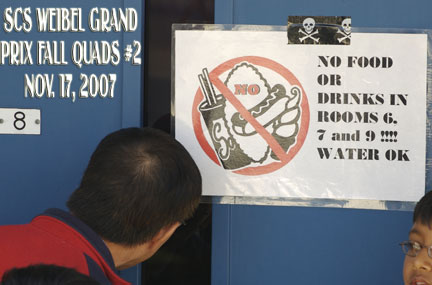 SCS WEIBEL GRAND
PRIX FALL QUADS #2
NOV. 17, 2007
8
NO
NO FOOD
OR
DRINKS IN
ROOMS 6,
7 and 9 !!!!
WATER OK